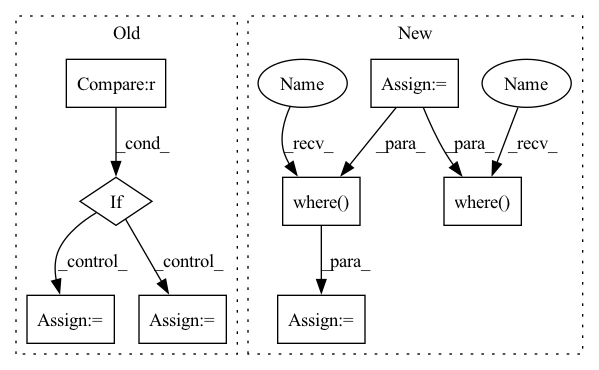 Old
New
Compare:r
Name
Assign:=
Name
_cond_
_recv_
_para_
_para_
_recv_
If
where()
where()
_control_
_control_
_para_
Assign:=
Assign:=
Assign:=